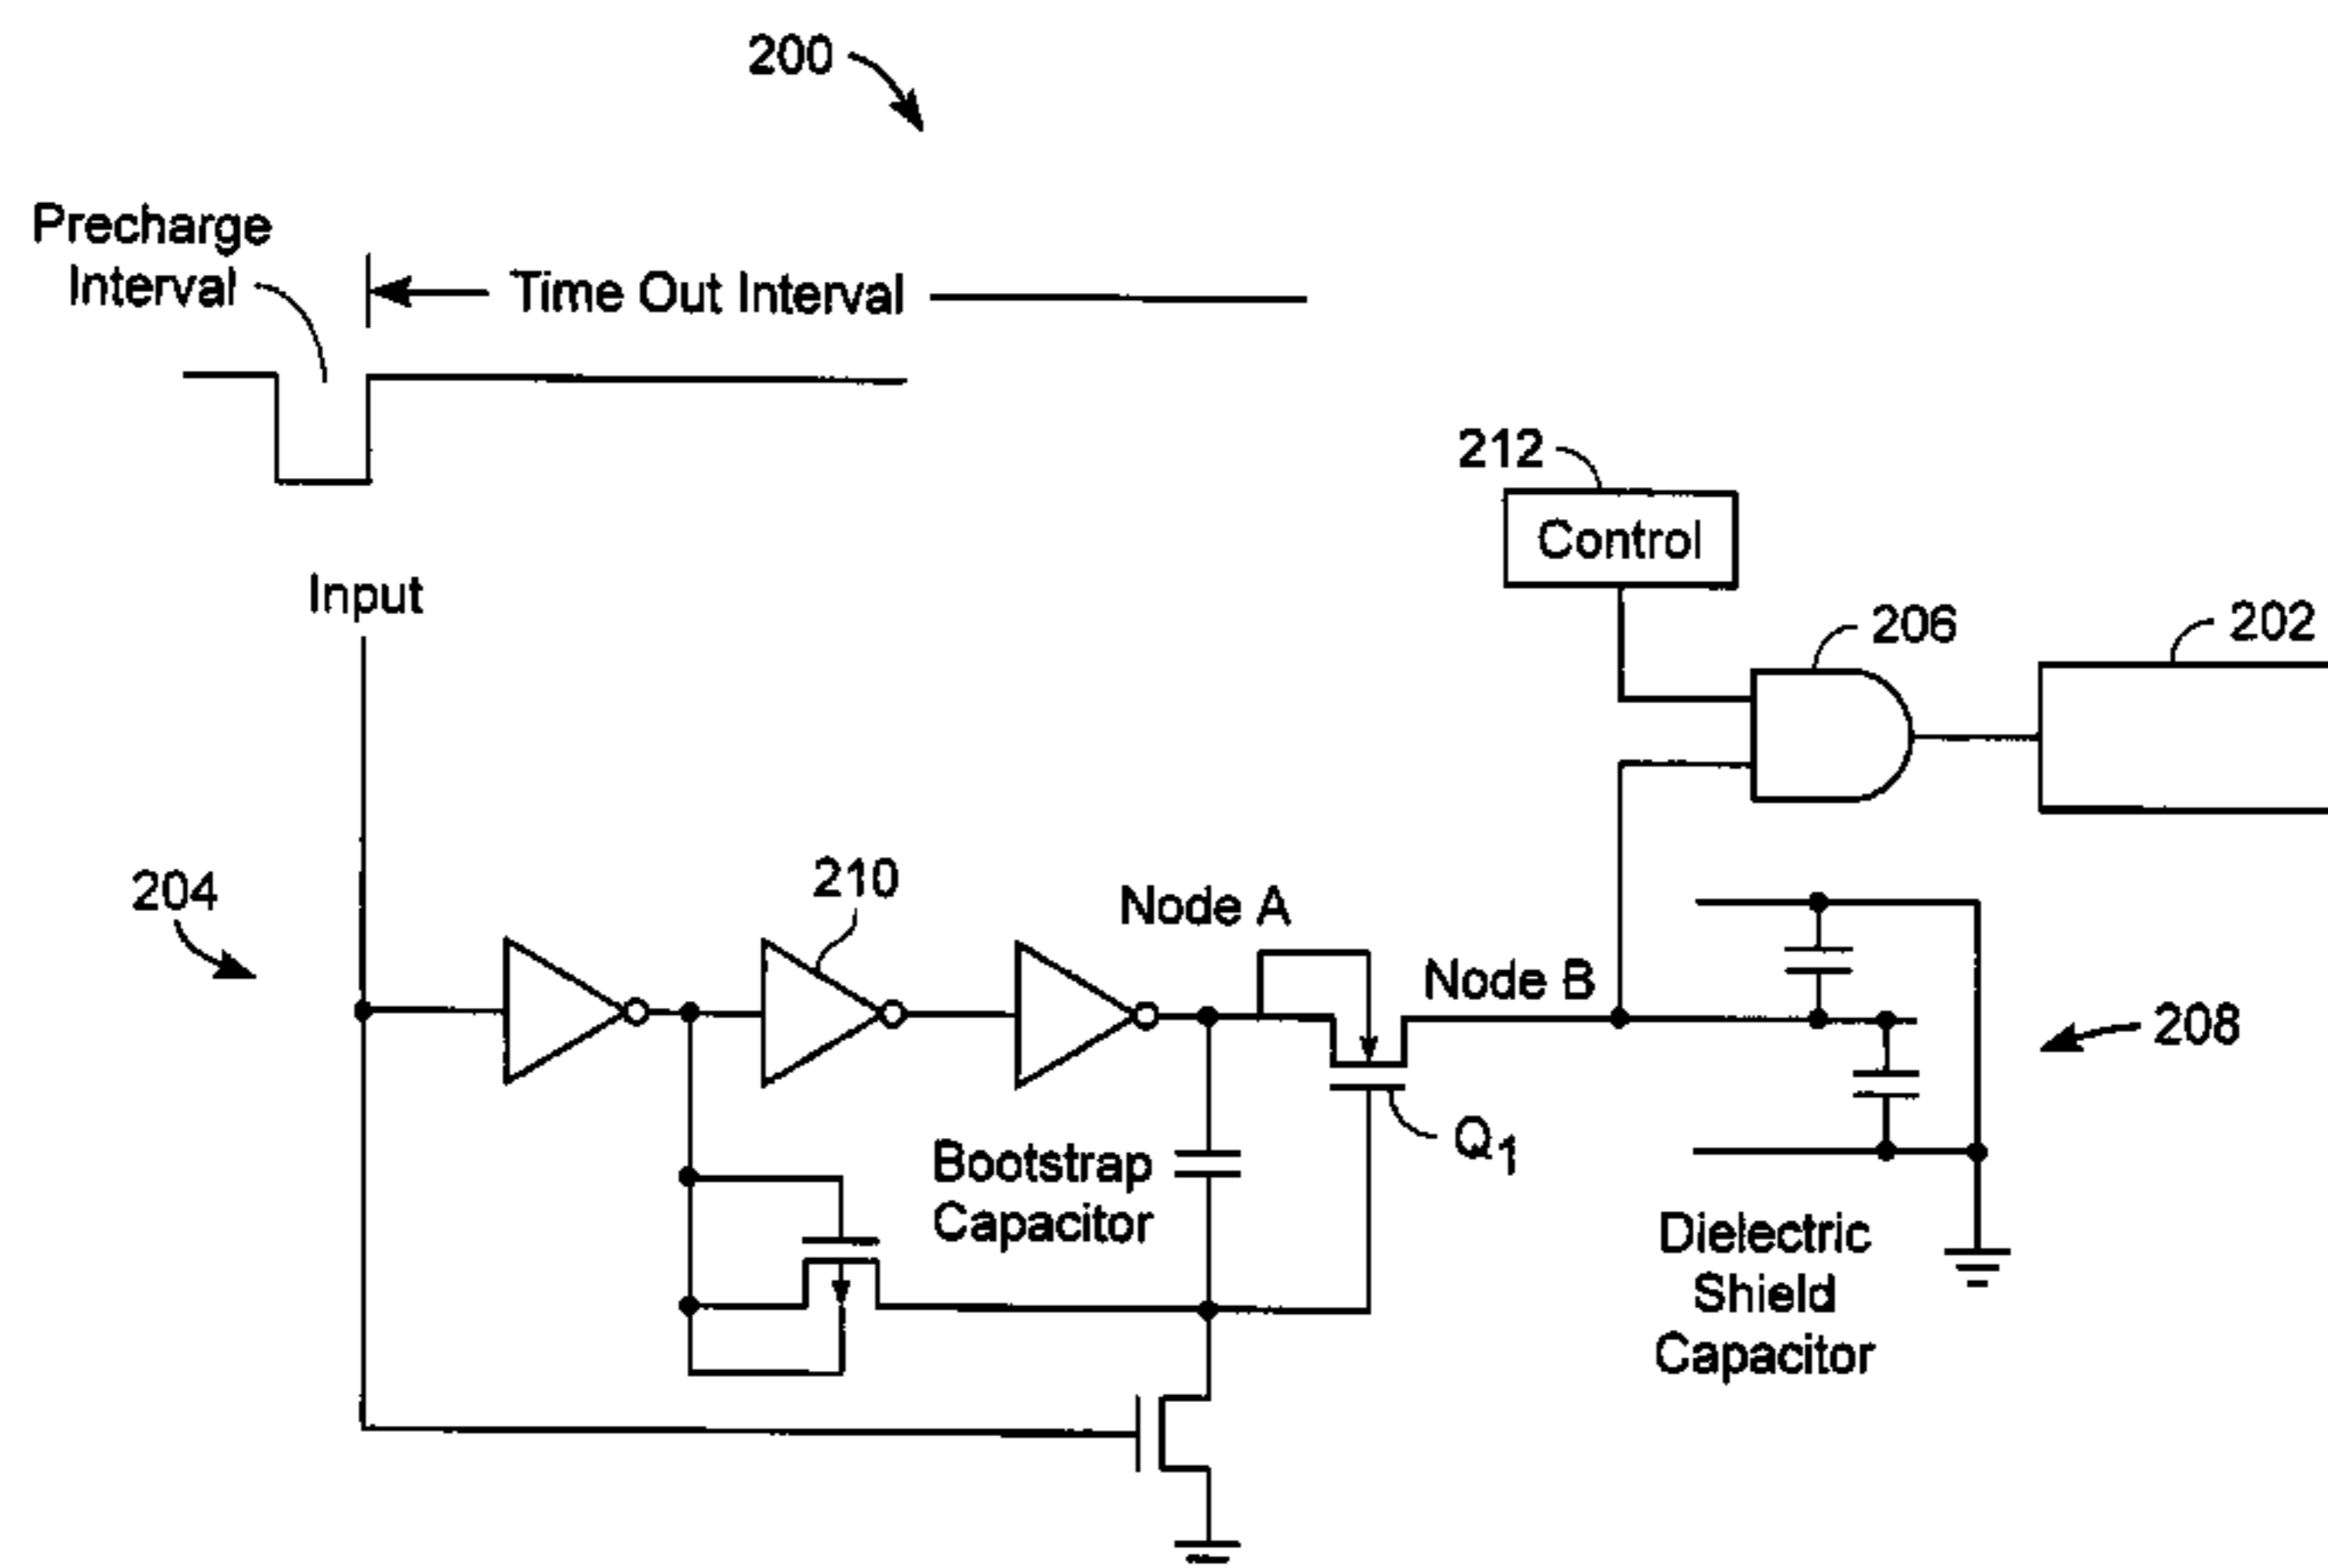 200
Precharge
Interval
Time Out Interval
212
Control
Input
206
202
204
210
Node A
Node B
208
Q1
Bootstrap
Capacitor
Dielectric
Shield
Capacitor